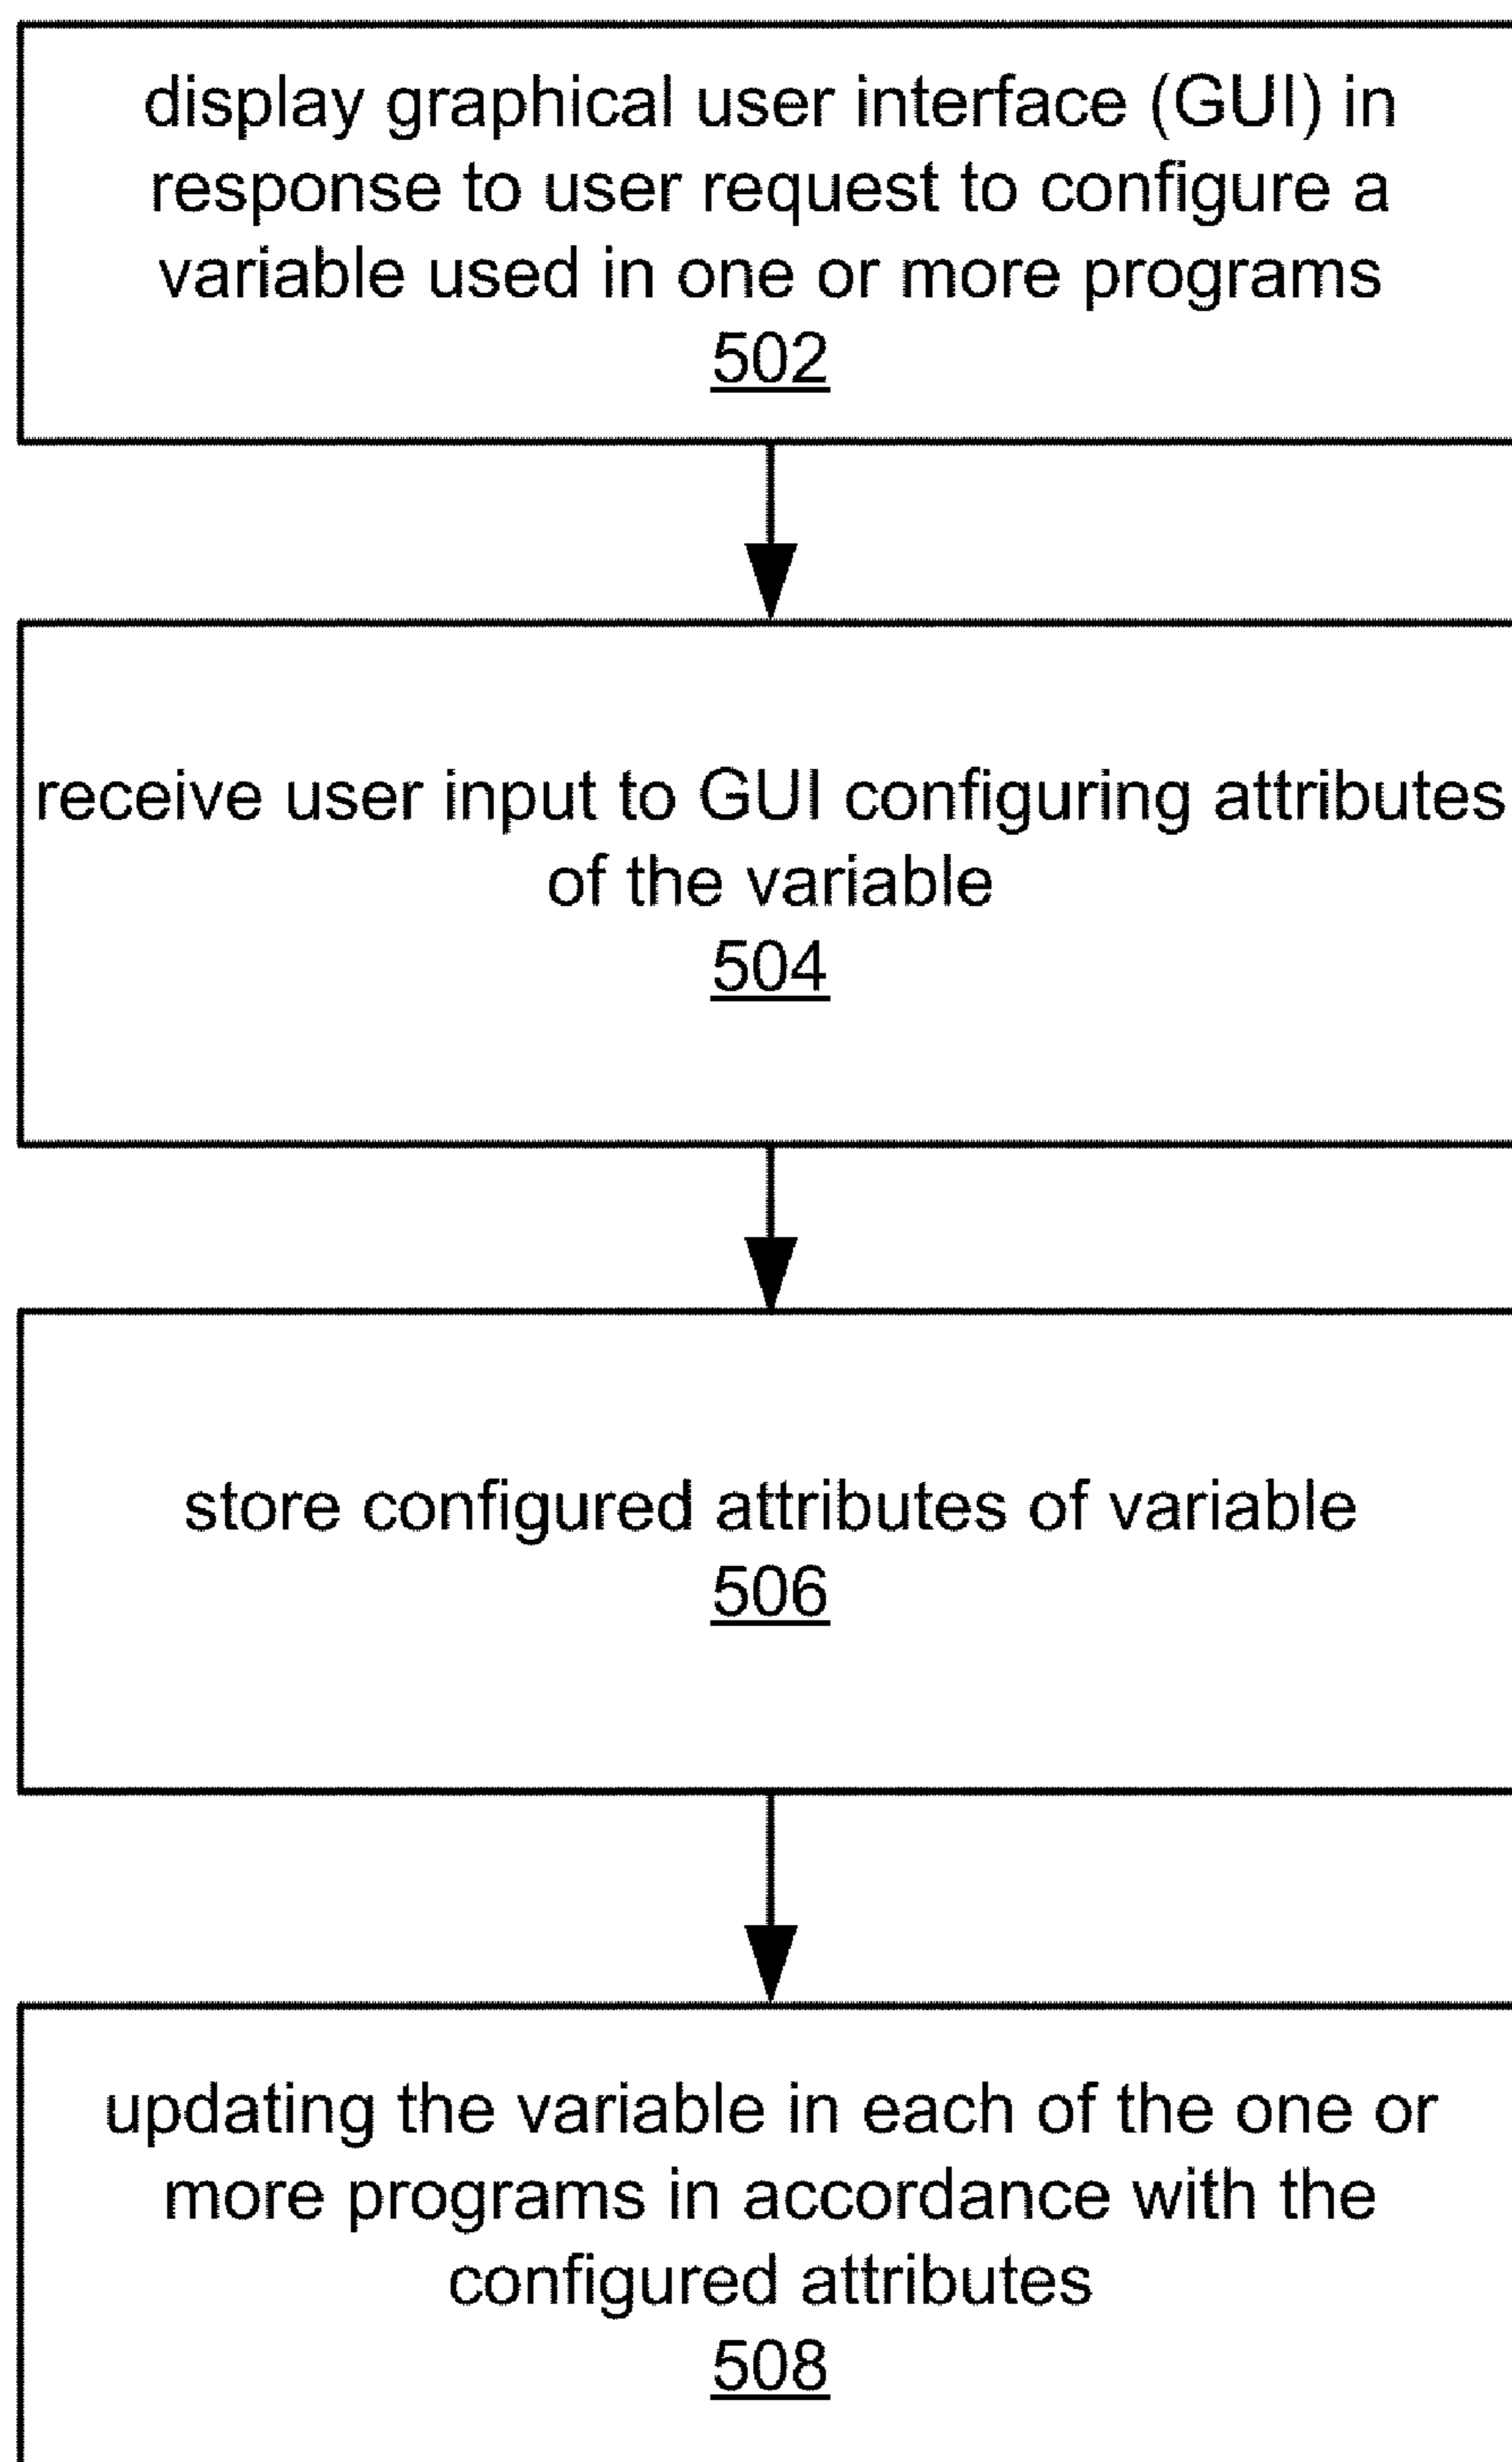 display graphical user interface (GUI) in
response to user request to configure a
variable used in one or more programs
502
receive user input to GUI configuring attributes
of the variable
504
store configured attributes of variable
506
updating the variable in each of the one or
more programs in accordance with the
configured attributes
508